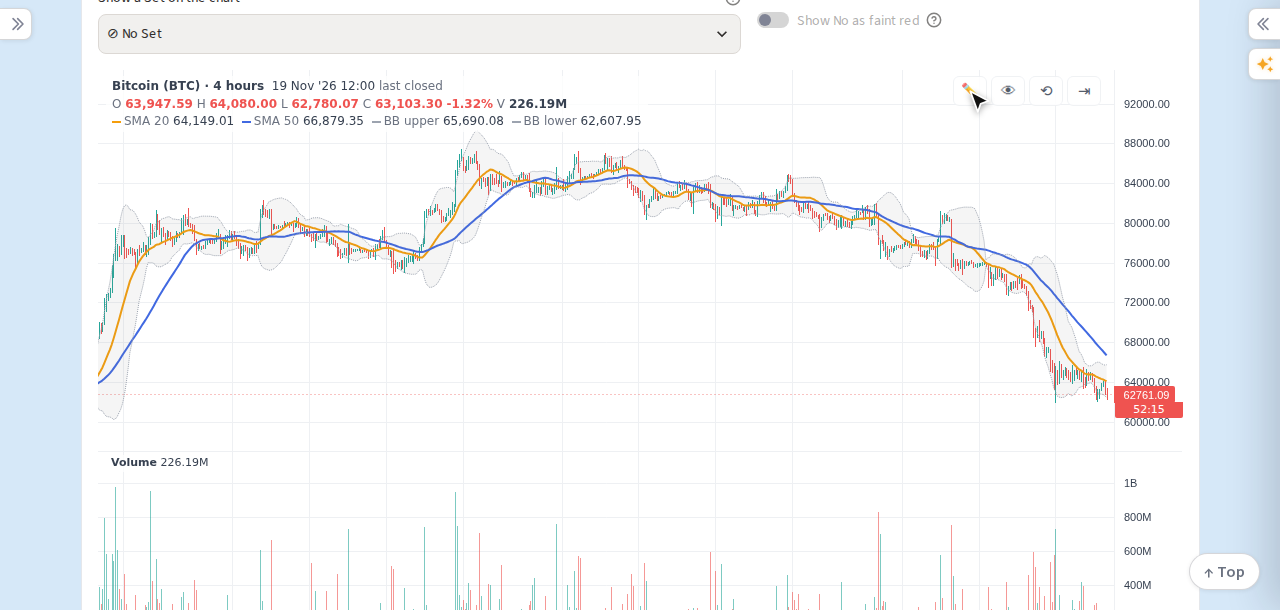 ⊘ No Set
Show No as faint red
Bitcoin (BTC) · 4 hours 19 Nov '26 12:00 last closed
O 63,947.59 H 64,080.00 L 62,780.07 C 63,103.30 -1.32% V 226.19M
SMA 20 64,149.01 SMA 50 66,879.35 BB upper 65,690.08 BB lower 62,607.95
92000.00
88000.00
84000.00
80000.00
76000.00
72000.00
68000.00
64000.00
62761.09
52:15
60000.00
Volume 226.19M
1B
800M
600M
400M
↑ Top